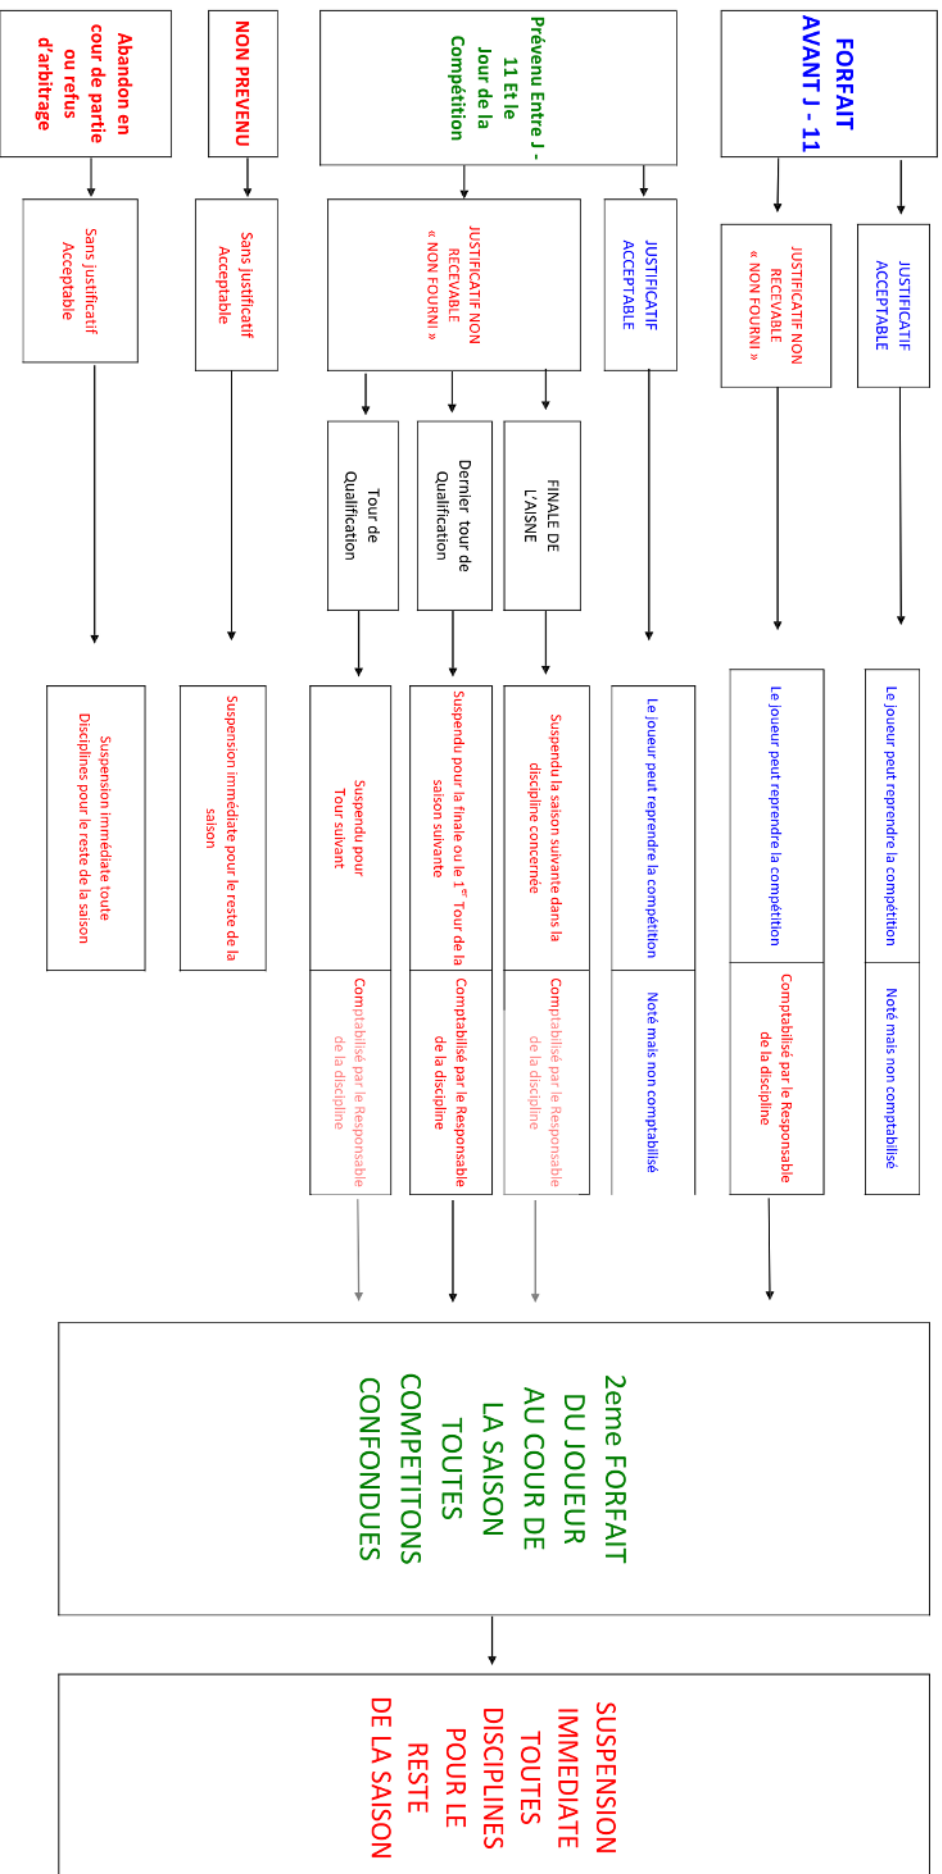 FORFAIT
AVANT J - 11
JUSTIFICATIF
ACCEPTABLE
Le joueur peut reprendre la compétition
Noté mais non comptabilisé
JUSTIFICATIF NON
RECEVABLE
« NON FOURNI »
Le joueur peut reprendre la compétition
Comptabilisé par le Responsable
de la discipline
Prévenu Entre J -
11 Et le
Jour de la
Compétition
JUSTIFICATIF
ACCEPTABLE
Le joueur peut reprendre la compétition
Noté mais non comptabilisé
JUSTIFICATIF NON
RECEVABLE
« NON FOURNI »
FINALE DE
L'AISNE
Suspendu la saison suivante dans la
discipline concernée
Comptabilisé par le Responsable
de la discipline
Dernier tour de
Qualification
Suspendu pour la finale ou le 1er Tour de la
saison suivante
Comptabilisé par le Responsable
de la discipline
Tour de
Qualification
Suspendu pour
Tour suivant
Comptabilisé par le Responsable
de la discipline
NON PREVENU
Sans justificatif
Acceptable
Suspension immédiate pour le reste de la
saison
Abandon en
cour de partie
ou refus
d'arbitrage
Sans justificatif
Acceptable
Suspension immédiate toute
Disciplines pour le reste de la saison
2eme FORFAIT
DU JOUEUR
AU COUR DE
LA SAISON
TOUTES
COMPETITONS
CONFONDUES
SUSPENSION
IMMEDIATE
TOUTES
DISCIPLINES
POUR LE
RESTE
DE LA SAISON